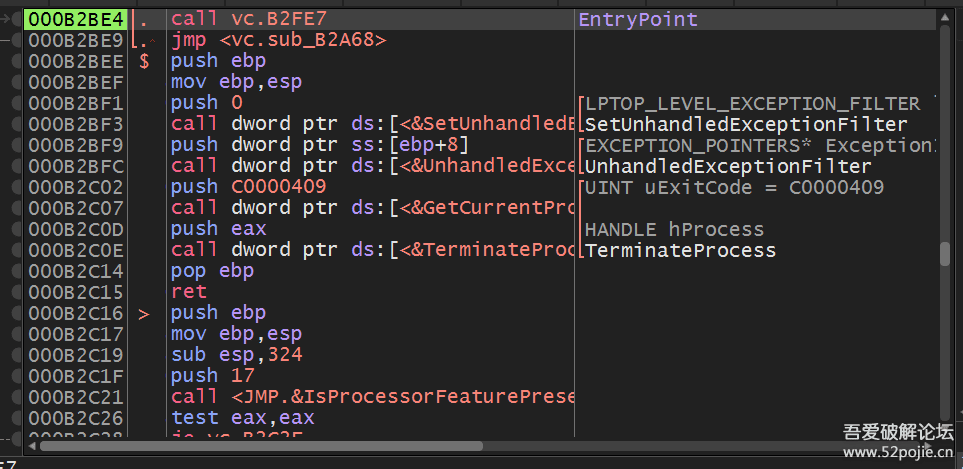 000B2BE4 . call vc.B2FE7 EntryPoint
000B2BE9 . jmp <vc.sub_B2A68>
000B2BEE $ push ebp
000B2BEF mov ebp,esp
000B2BF1 push 0 LPTOP_LEVEL_EXCEPTION_FILTER
000B2BF3 call dword ptr ds:[<&SetUnhandledE SetUnhandledExceptionFilter
000B2BF9 push dword ptr ss:[ebp+8] EXCEPTION_POINTERS* Exception
000B2BFC call dword ptr ds:[<&UnhandledExce UnhandledExceptionFilter
000B2C02 push C0000409 UINT uExitCode = C0000409
000B2C07 call dword ptr ds:[<&GetCurrentPro
000B2C0D push eax HANDLE hProcess
000B2C0E call dword ptr ds:[<&TerminateProc TerminateProcess
000B2C14 pop ebp
000B2C15 ret
000B2C16 > push ebp
000B2C17 mov ebp,esp
000B2C19 sub esp,324
000B2C1F push 17
000B2C21 call <JMP.&IsProcessorFeaturePrese
000B2C26 test eax,eax
000B2C28
吾爱破解论坛
www.52pojie.cn